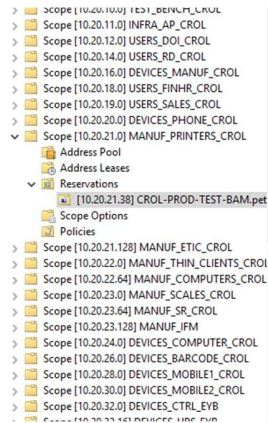 Scope [10.20.10.0] TEST_BENCH_CROL
Scope [10.20.11.0] INFRA_AP_CROL
Scope [10.20.12.0] USERS_DOI_CROL
Scope [10.20.14.0] USERS_RD_CROL
Scope [10.20.16.0] DEVICES_MANUF_CROL
Scope [10.20.18.0] USERS_FINHR_CROL
Scope [10.20.19.0] USERS_SALES_CROL
Scope [10.20.20.0] DEVICES_PHONE_CROL
Scope [10.20.21.0] MANUF_PRINTERS_CROL
Address Pool
Address Leases
Reservations
[10.20.21.38] CROL-PROD-TEST-BAM.pet
Scope Options
Policies
Scope [10.20.21.128] MANUF_ETIC_CROL
Scope [10.20.22.0] MANUF_THIN_CLIENTS_CROL
Scope [10.20.22.64] MANUF_COMPUTERS_CROL
Scope [10.20.23.0] MANUF_SCALES_CROL
Scope [10.20.23.64] MANUF_SR_CROL
Scope [10.20.23.128] MANUF_IFM
Scope [10.20.24.0] DEVICES_COMPUTER_CROL
Scope [10.20.26.0] DEVICES_BARCODE_CROL
Scope [10.20.28.0] DEVICES_MOBILE1_CROL
Scope [10.20.30.0] DEVICES_MOBILE2_CROL
Scope [10.20.32.0] DEVICES_CTRL_EYB